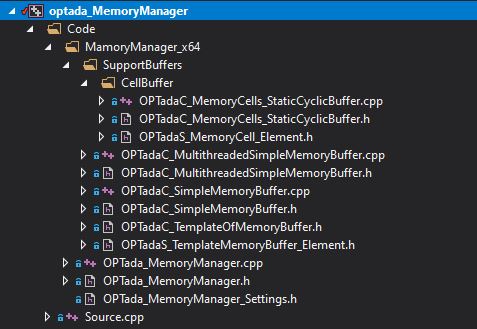 optada_MemoryManager
Code
MamoryManager_x64
SupportBuffers
CellBuffer
OPTadaC_MemoryCells_StaticCyclicBuffer.cpp
OPTadaC_MemoryCells_StaticCyclicBuffer.h
OPTadaS_MemoryCell_Element.h
OPTadaC_MultithreadedSimpleMemoryBuffer.cpp
OPTadaC_MultithreadedSimpleMemoryBuffer.h
OPTadaC_SimpleMemoryBuffer.cpp
OPTadaC_SimpleMemoryBuffer.h
OPTadaC_TemplateOfMemoryBuffer.h
OPTadaS_TemplateMemoryBuffer_Element.h
OPTada_MemoryManager.cpp
OPTada_MemoryManager.h
OPTada_MemoryManager_Settings.h
Source.cpp